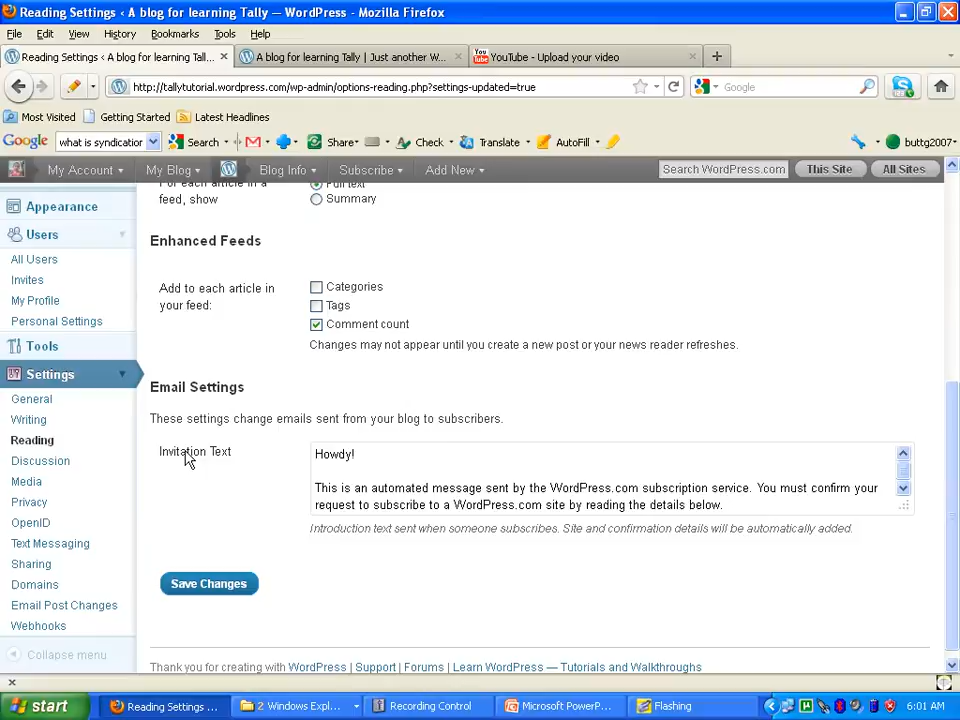 Reading Settings ‹ A blog for learning Tally — WordPress - Mozilla Firefox
File Edit View History Bookmarks Tools Help
Reading Settings ‹ A blog for learning Tall... A blog for learning Tally | Just another W... You Tube YouTube - Upload your video
http://tallytutorial.wordpress.com/wp-admin/options-reading.php?settings-updated=true Google
Most Visited Getting Started Latest Headlines
Google what is syndication Search Share Check Translate AutoFill buttg2007
My Account My Blog Blog Info Subscribe Add New Search WordPress.com This Site All Sites
Appearance
Users
All Users
Invites
My Profile
Personal Settings
Tools
Settings
General
Writing
Reading
Discussion
Media
Privacy
OpenID
Text Messaging
Sharing
Domains
Email Post Changes
Webhooks
Collapse menu
For each article in a feed, show
Full text
Summary
Enhanced Feeds
Add to each article in your feed:
Categories
Tags
Comment count
Changes may not appear until you create a new post or your news reader refreshes.
Email Settings
These settings change emails sent from your blog to subscribers.
Invitation Text
Howdy!
This is an automated message sent by the WordPress.com subscription service. You must confirm your
request to subscribe to a WordPress.com site by reading the details below.
Introduction text sent when someone subscribes. Site and confirmation details will be automatically added.
Save Changes
Thank you for creating with WordPress | Support | Forums | Learn WordPress — Tutorials and Walkthroughs
start Reading Settings ... 2 Windows Expl... Recording Control Microsoft PowerP... Flashing 6:01 AM